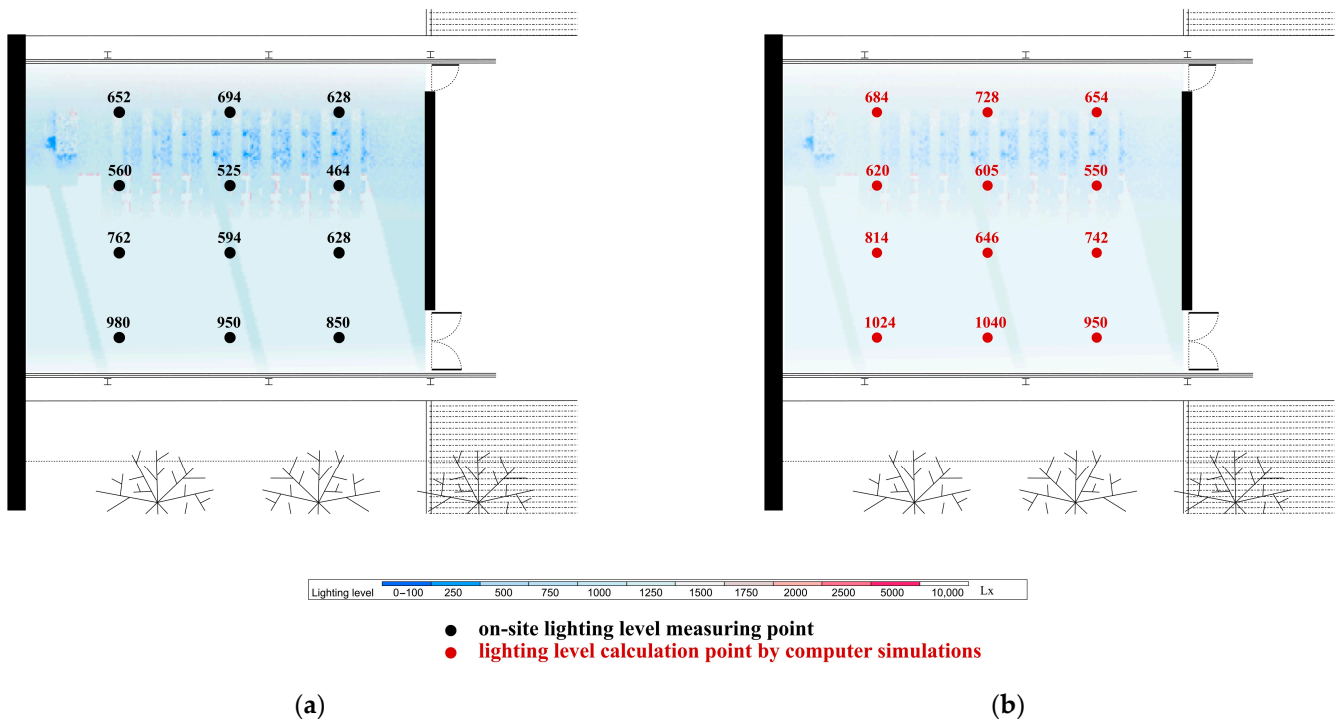 652 694 628 684 728 654
560 525 464 620 605 550
762 594 628 814 646 742
980 950 850 1024 1040 950
Lighting level 0–100 250 500 750 1000 1250 1500 1750 2000 2500 5000 10,000 Lx
on-site lighting level measuring point
lighting level calculation point by computer simulations
(a) (b)